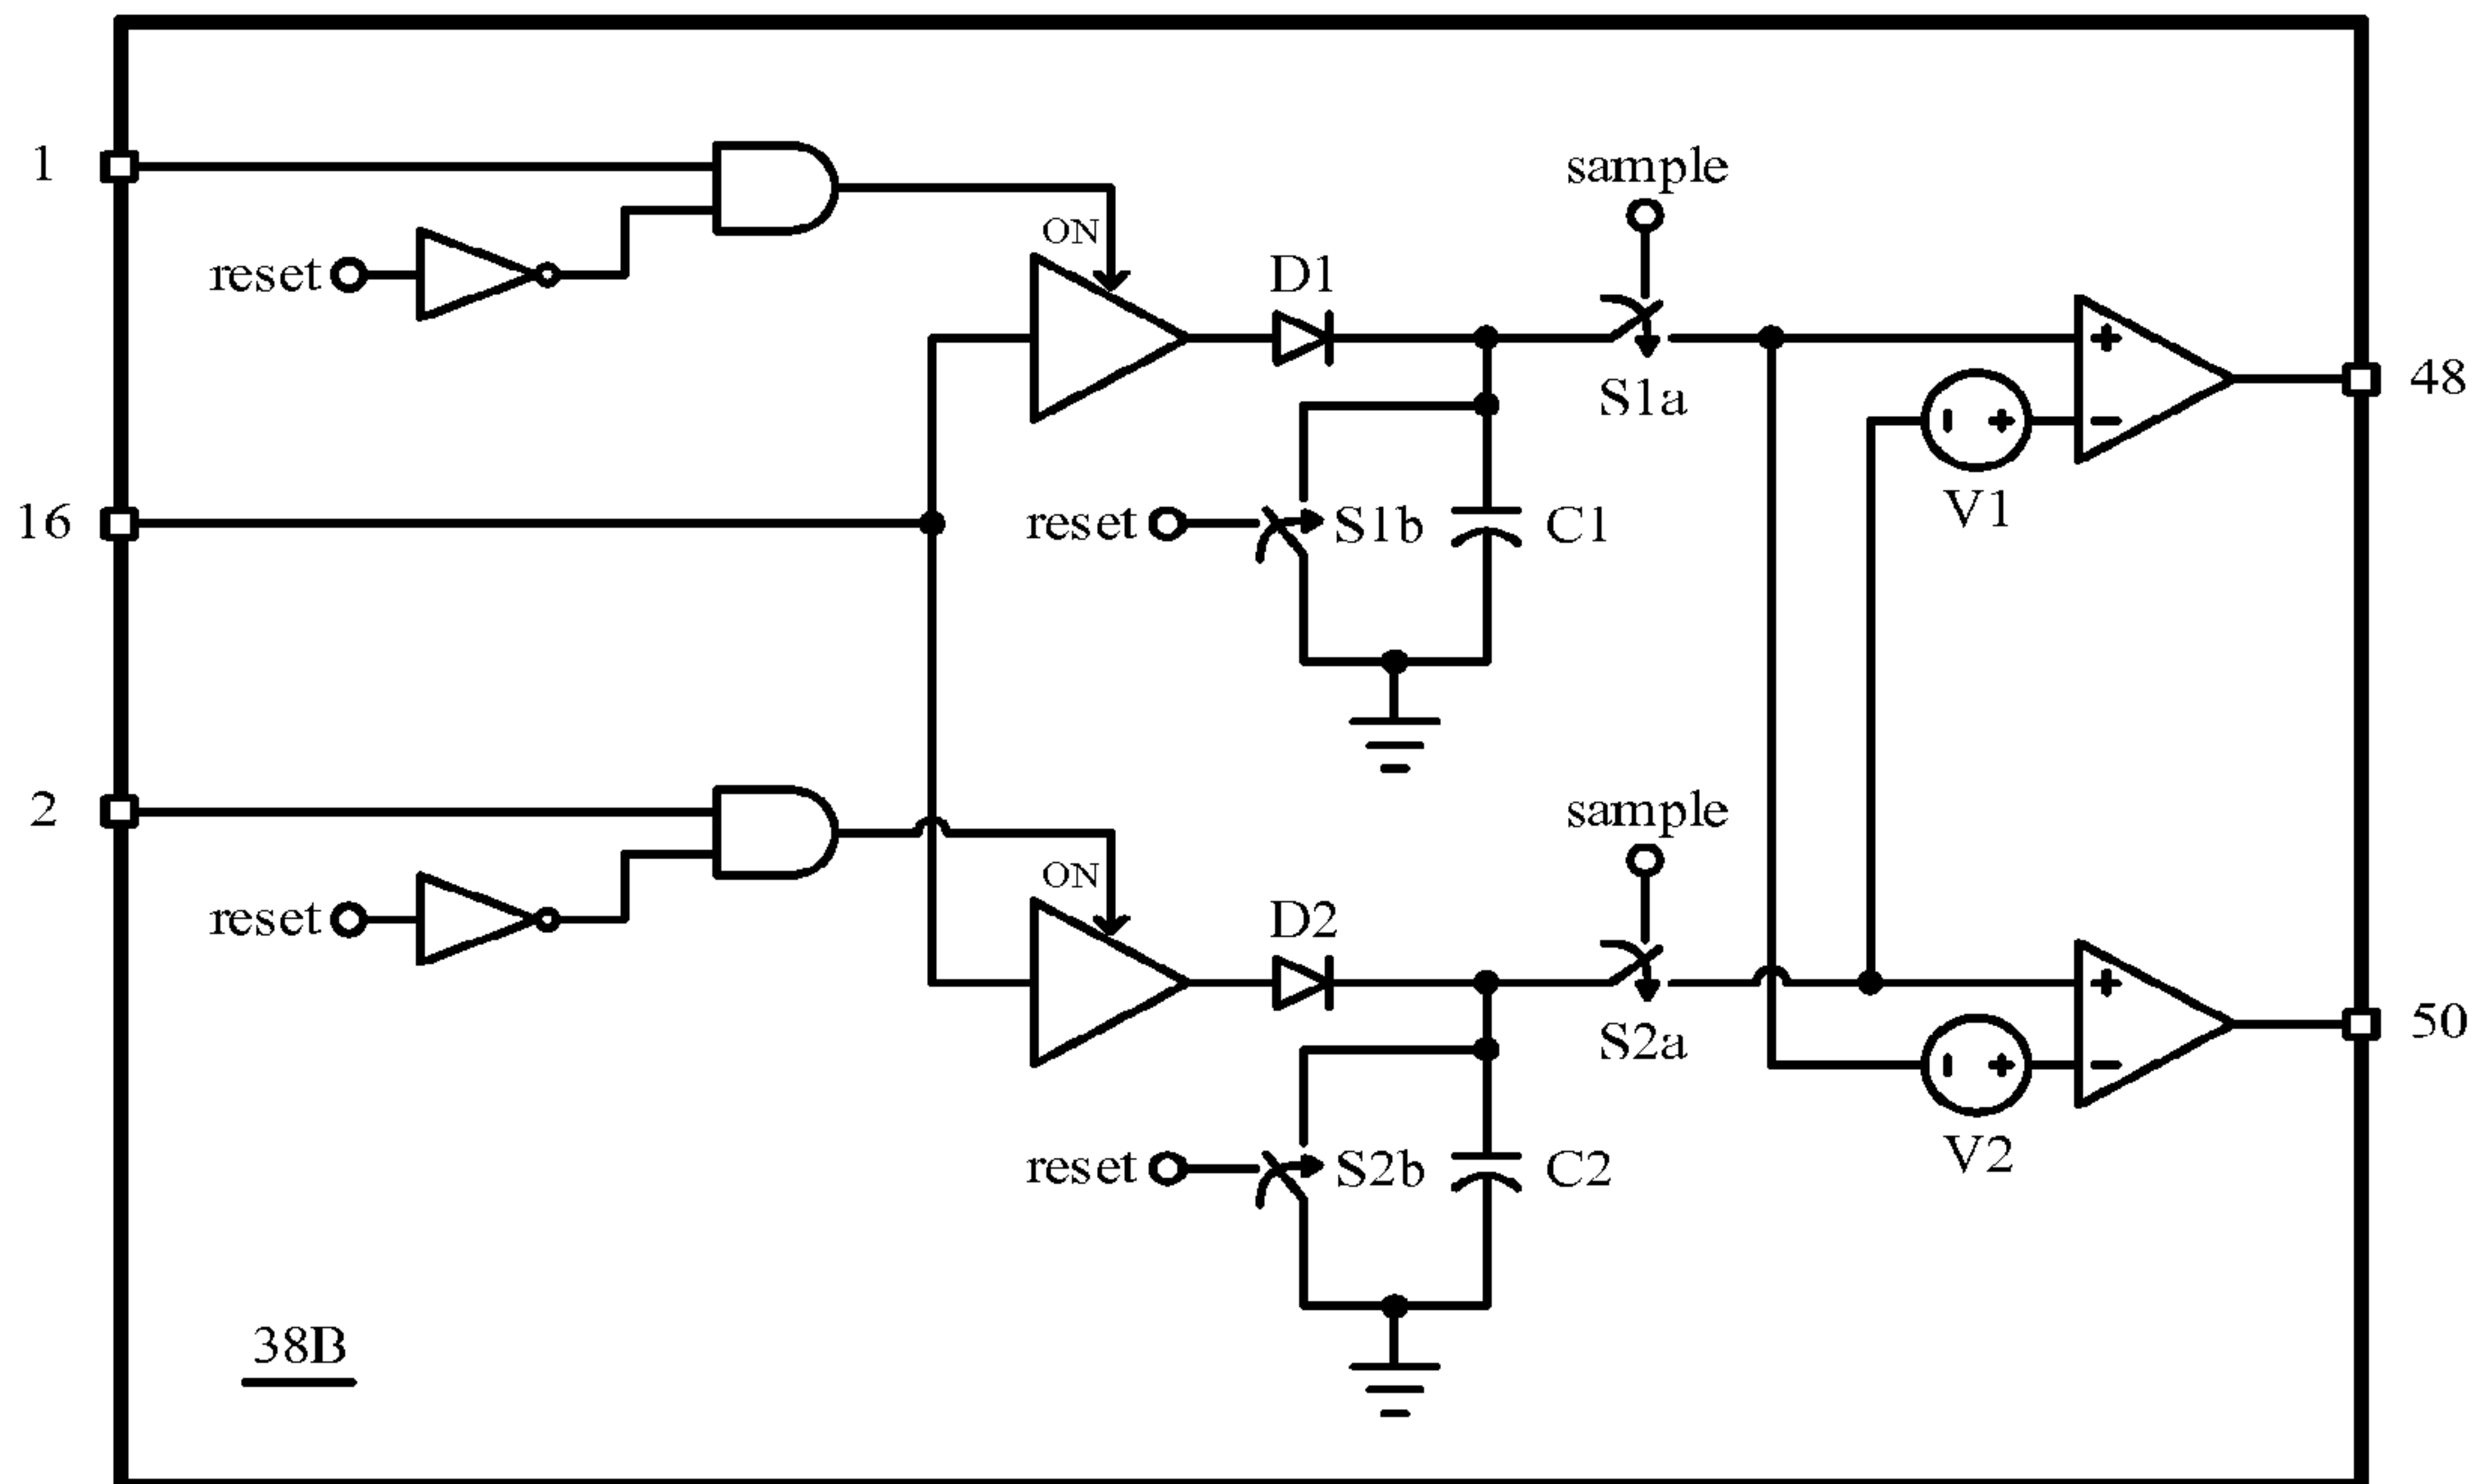 1
reset
ON
D1
sample
S1a
48
V1
16
reset
S1b
C1
2
reset
ON
D2
sample
S2a
50
V2
reset
S2b
C2
38B